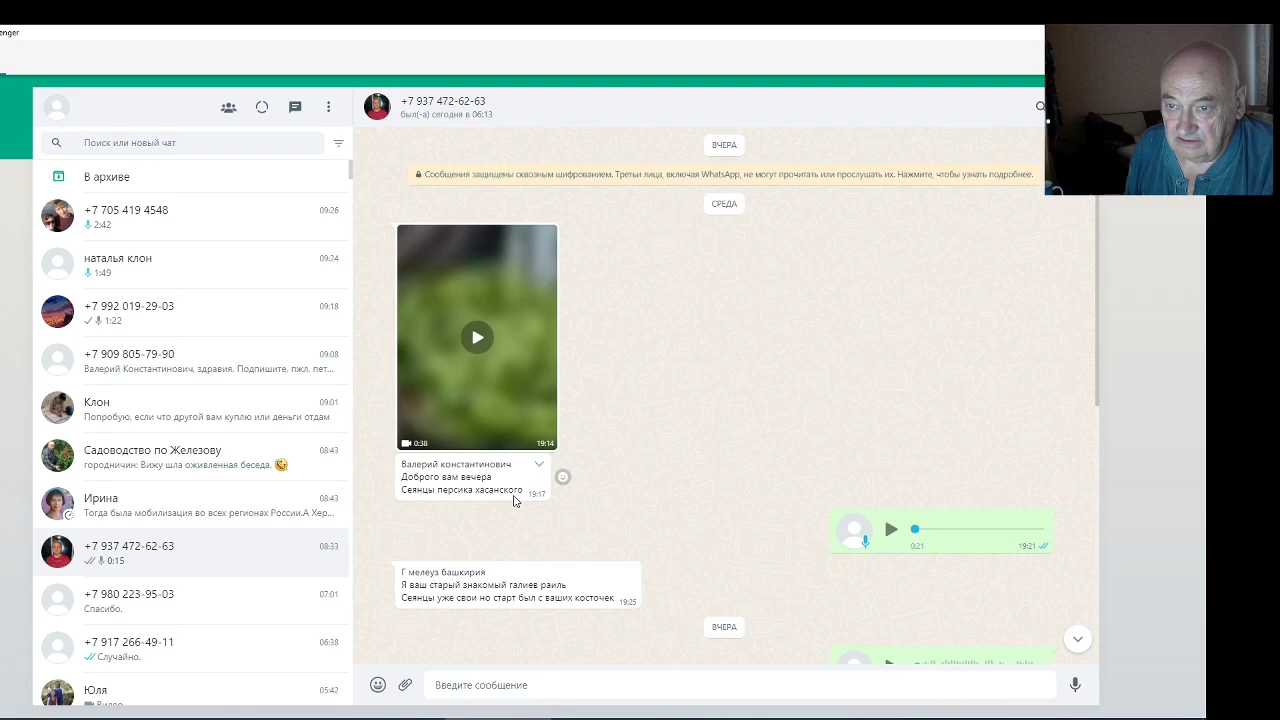 enger
Поиск или новый чат
В архиве
+7 705 419 4548
09:26
2:42
наталья клон
09:24
1:49
+7 992 019-29-03
09:18
1:22
+7 909 805-79-90
09:08
Валерий Константинович, здравия. Подпишите, пжл, пет...
Клон
09:01
Попробую, если что другой вам куплю или деньги отдам
Садоводство по Железову
08:43
городничин: Вижу шла оживленная беседа.
Ирина
08:43
Тогда была мобилизация во всех регионах России.А Хер...
+7 937 472-62-63
08:33
0:15
+7 980 223-95-03
07:01
Спасибо.
+7 917 266-49-11
06:38
Случайно.
Юля
05:42
Видео
+7 937 472-62-63
был(-а) сегодня в 06:13
ВЧЕРА
Сообщения защищены сквозным шифрованием. Третьи лица, включая WhatsApp, не могут прочитать или прослушать их. Нажмите, чтобы узнать подробнее.
СРЕДА
0:38
19:14
Валерий константинович
Доброго вам вечера
Сеянцы персика хасанского
19:17
0:21
19:21
Г мелеуз башкирия
Я ваш старый знакомый галиев раиль
Сеянцы уже свои но старт был с ваших косточек
19:25
ВЧЕРА
Введите сообщение